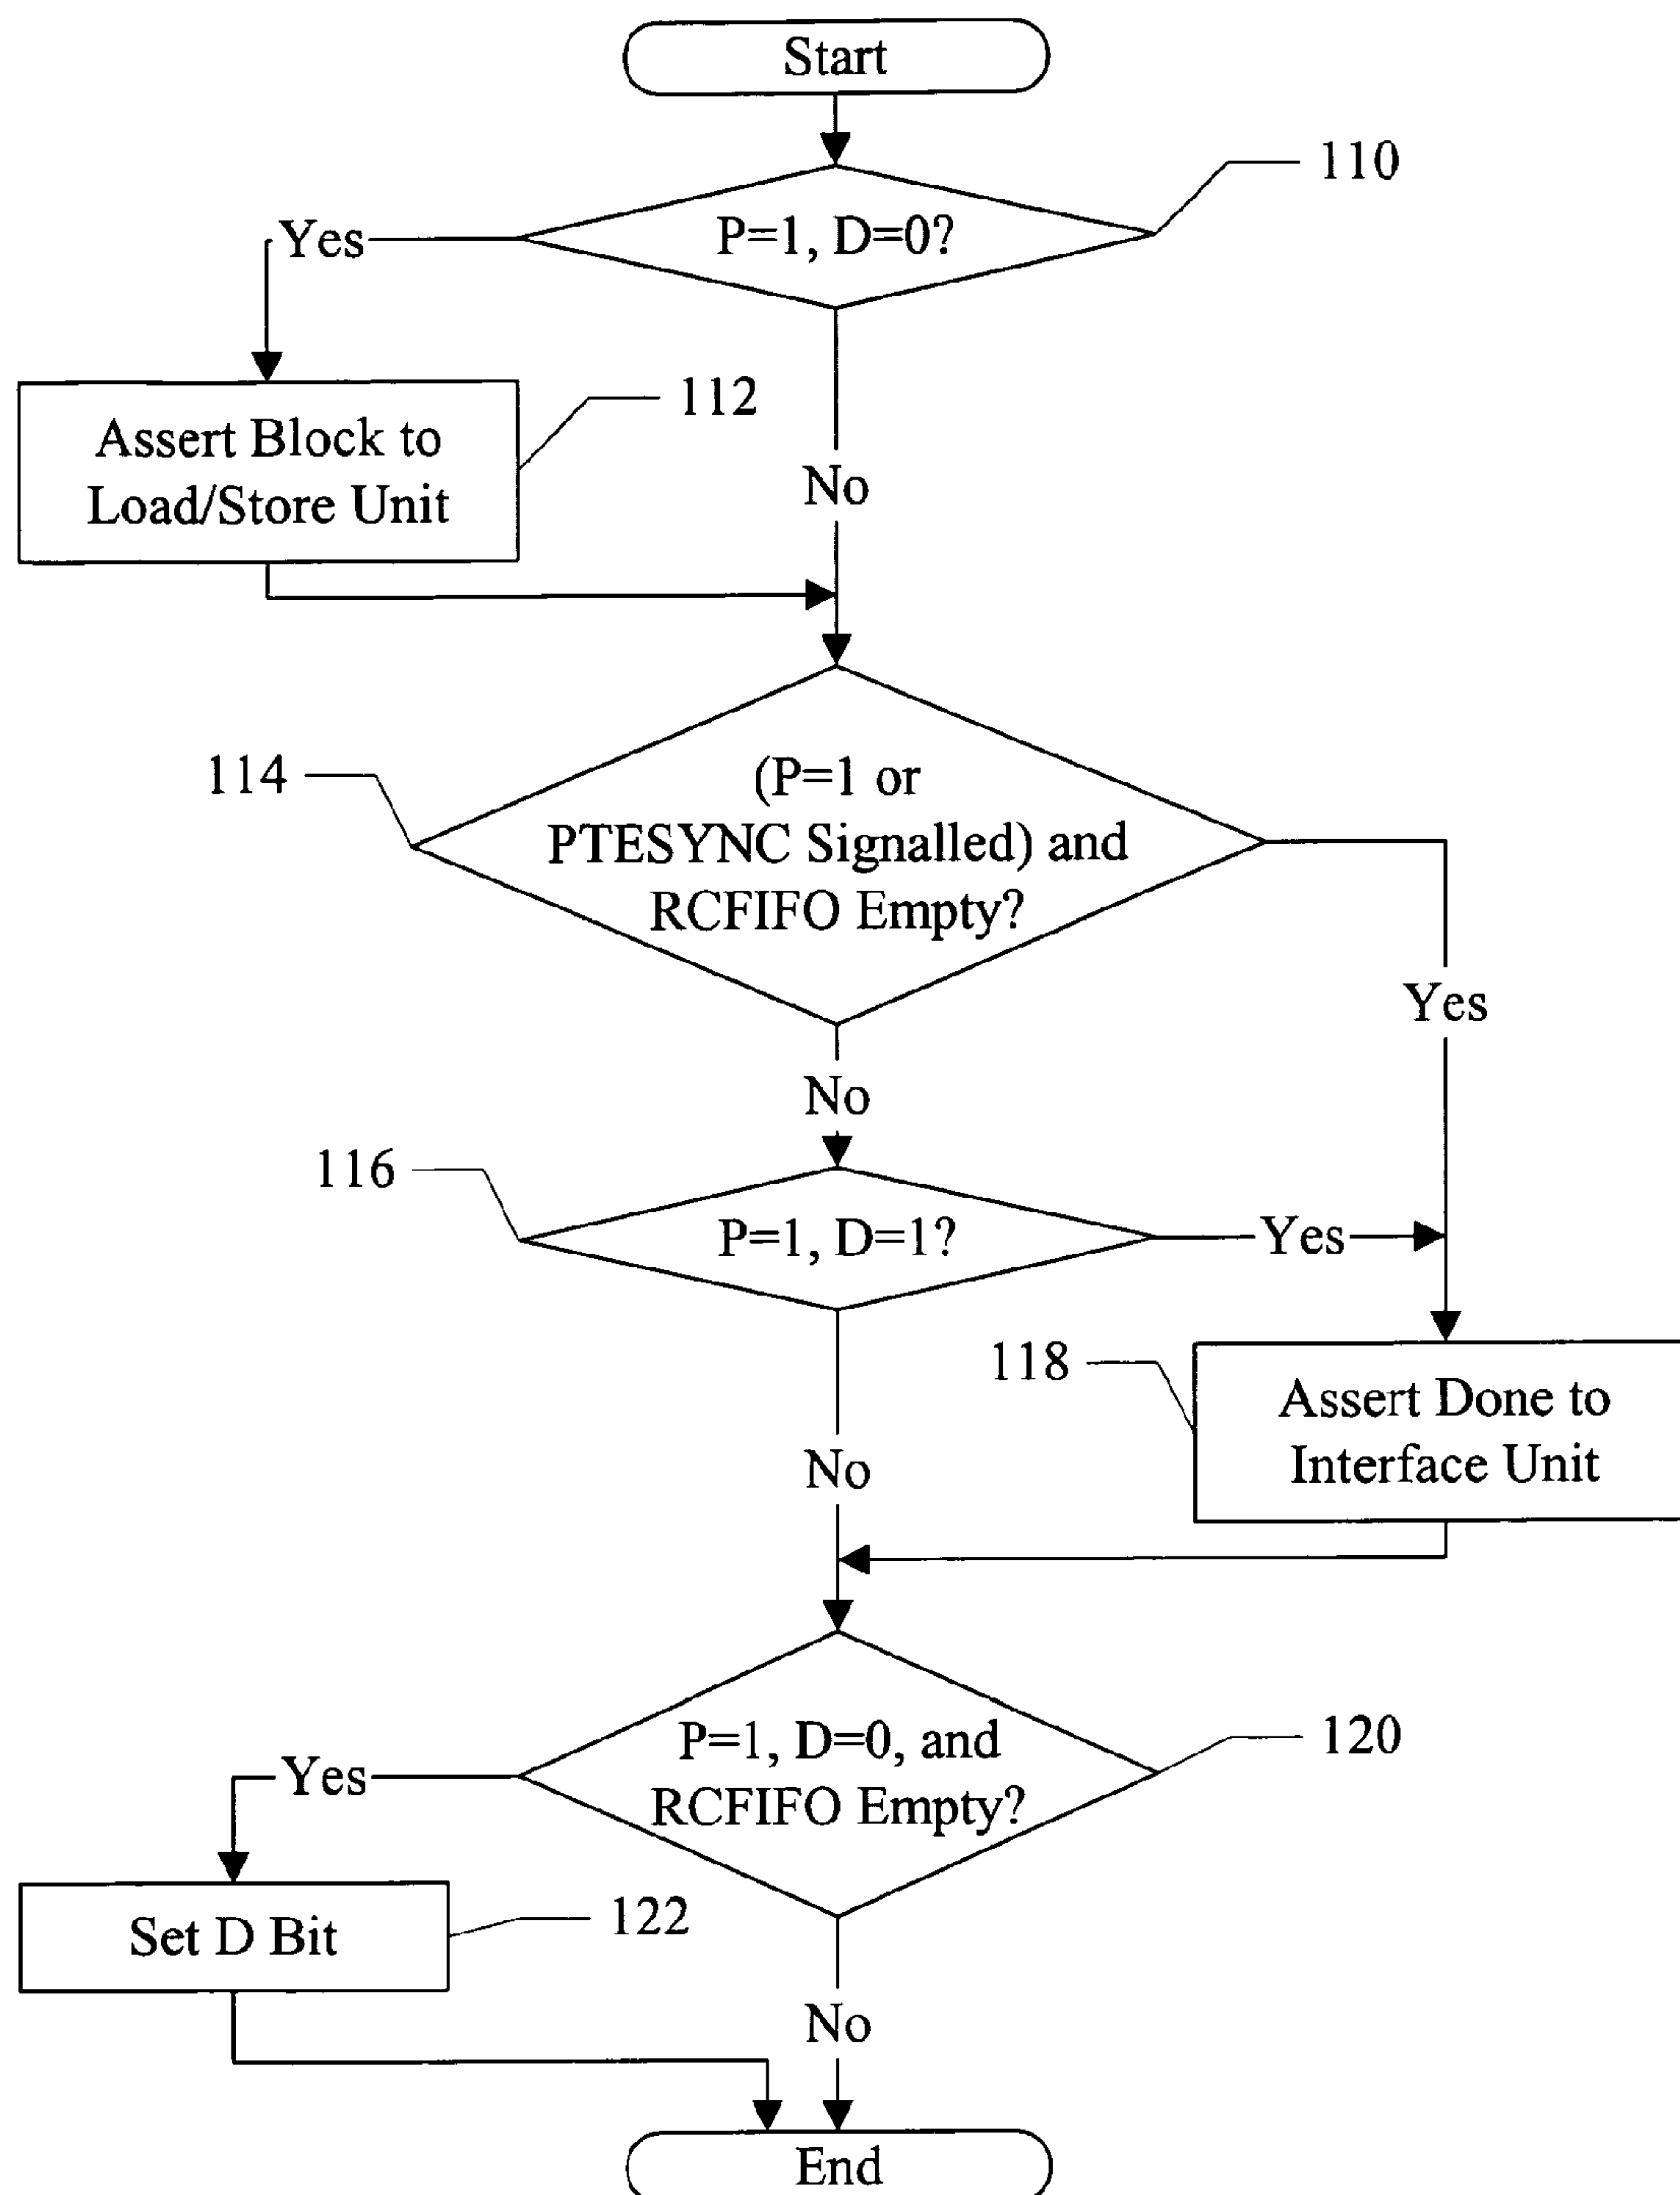 Start
P=1, D=0?
110
Yes
112
Assert Block to
Load/Store Unit
No
114
(P=1 or
PTESYNC Signalled) and
RCFIFO Empty?
Yes
No
116
P=1, D=1?
Yes
118
Assert Done to
Interface Unit
No
P=1, D=0, and
RCFIFO Empty?
120
Yes
Set D Bit
122
No
End